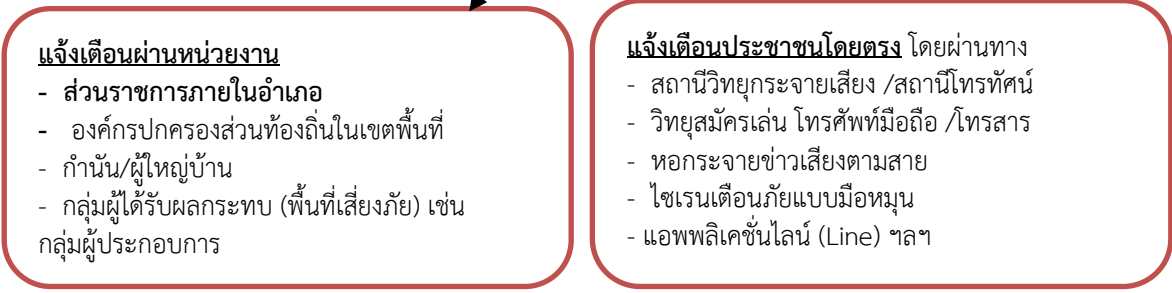 แจ้งเตือนผ่านหน่วยงาน
- ส่วนราชการภายในอำเภอ
- องค์กรปกครองส่วนท้องถิ่นในเขตพื้นที่
- กำนัน/ผู้ใหญ่บ้าน
- กลุ่มผู้ได้รับผลกระทบ (พื้นที่เสี่ยงภัย) เช่น
กลุ่มผู้ประกอบการ
แจ้งเตือนประชาชนโดยตรง โดยผ่านทาง
- สถานีวิทยุกระจายเสียง /สถานีโทรทัศน์
- วิทยุสมัครเล่น โทรศัพท์มือถือ /โทรสาร
- หอกระจายข่าวเสียงตามสาย
- ไซเรนเตือนภัยแบบมือหมุน
- แอพพลิเคชั่นไลน์ (Line) ฯลฯ